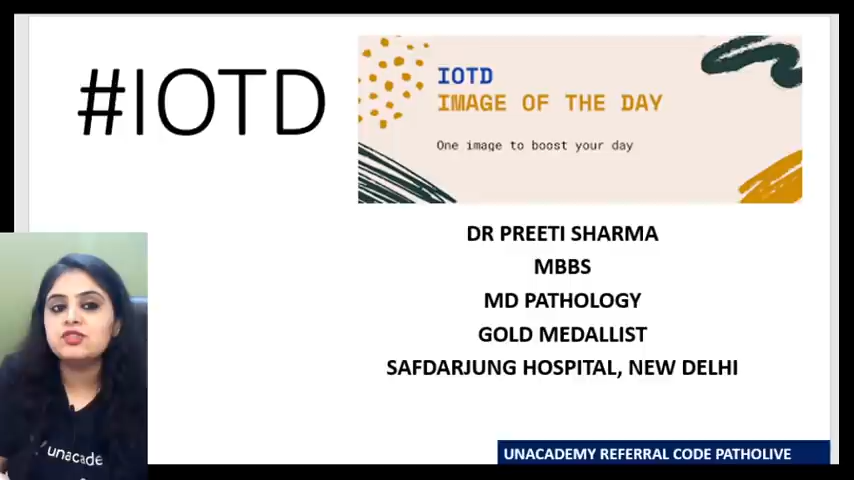 #IOTD
IOTD
IMAGE OF THE DAY
One image to boost your day
DR PREETI SHARMA
MBBS
MD PATHOLOGY
GOLD MEDALLIST
SAFDARJUNG HOSPITAL, NEW DELHI
unacade
UNACADEMY REFERRAL CODE PATHOLIVE